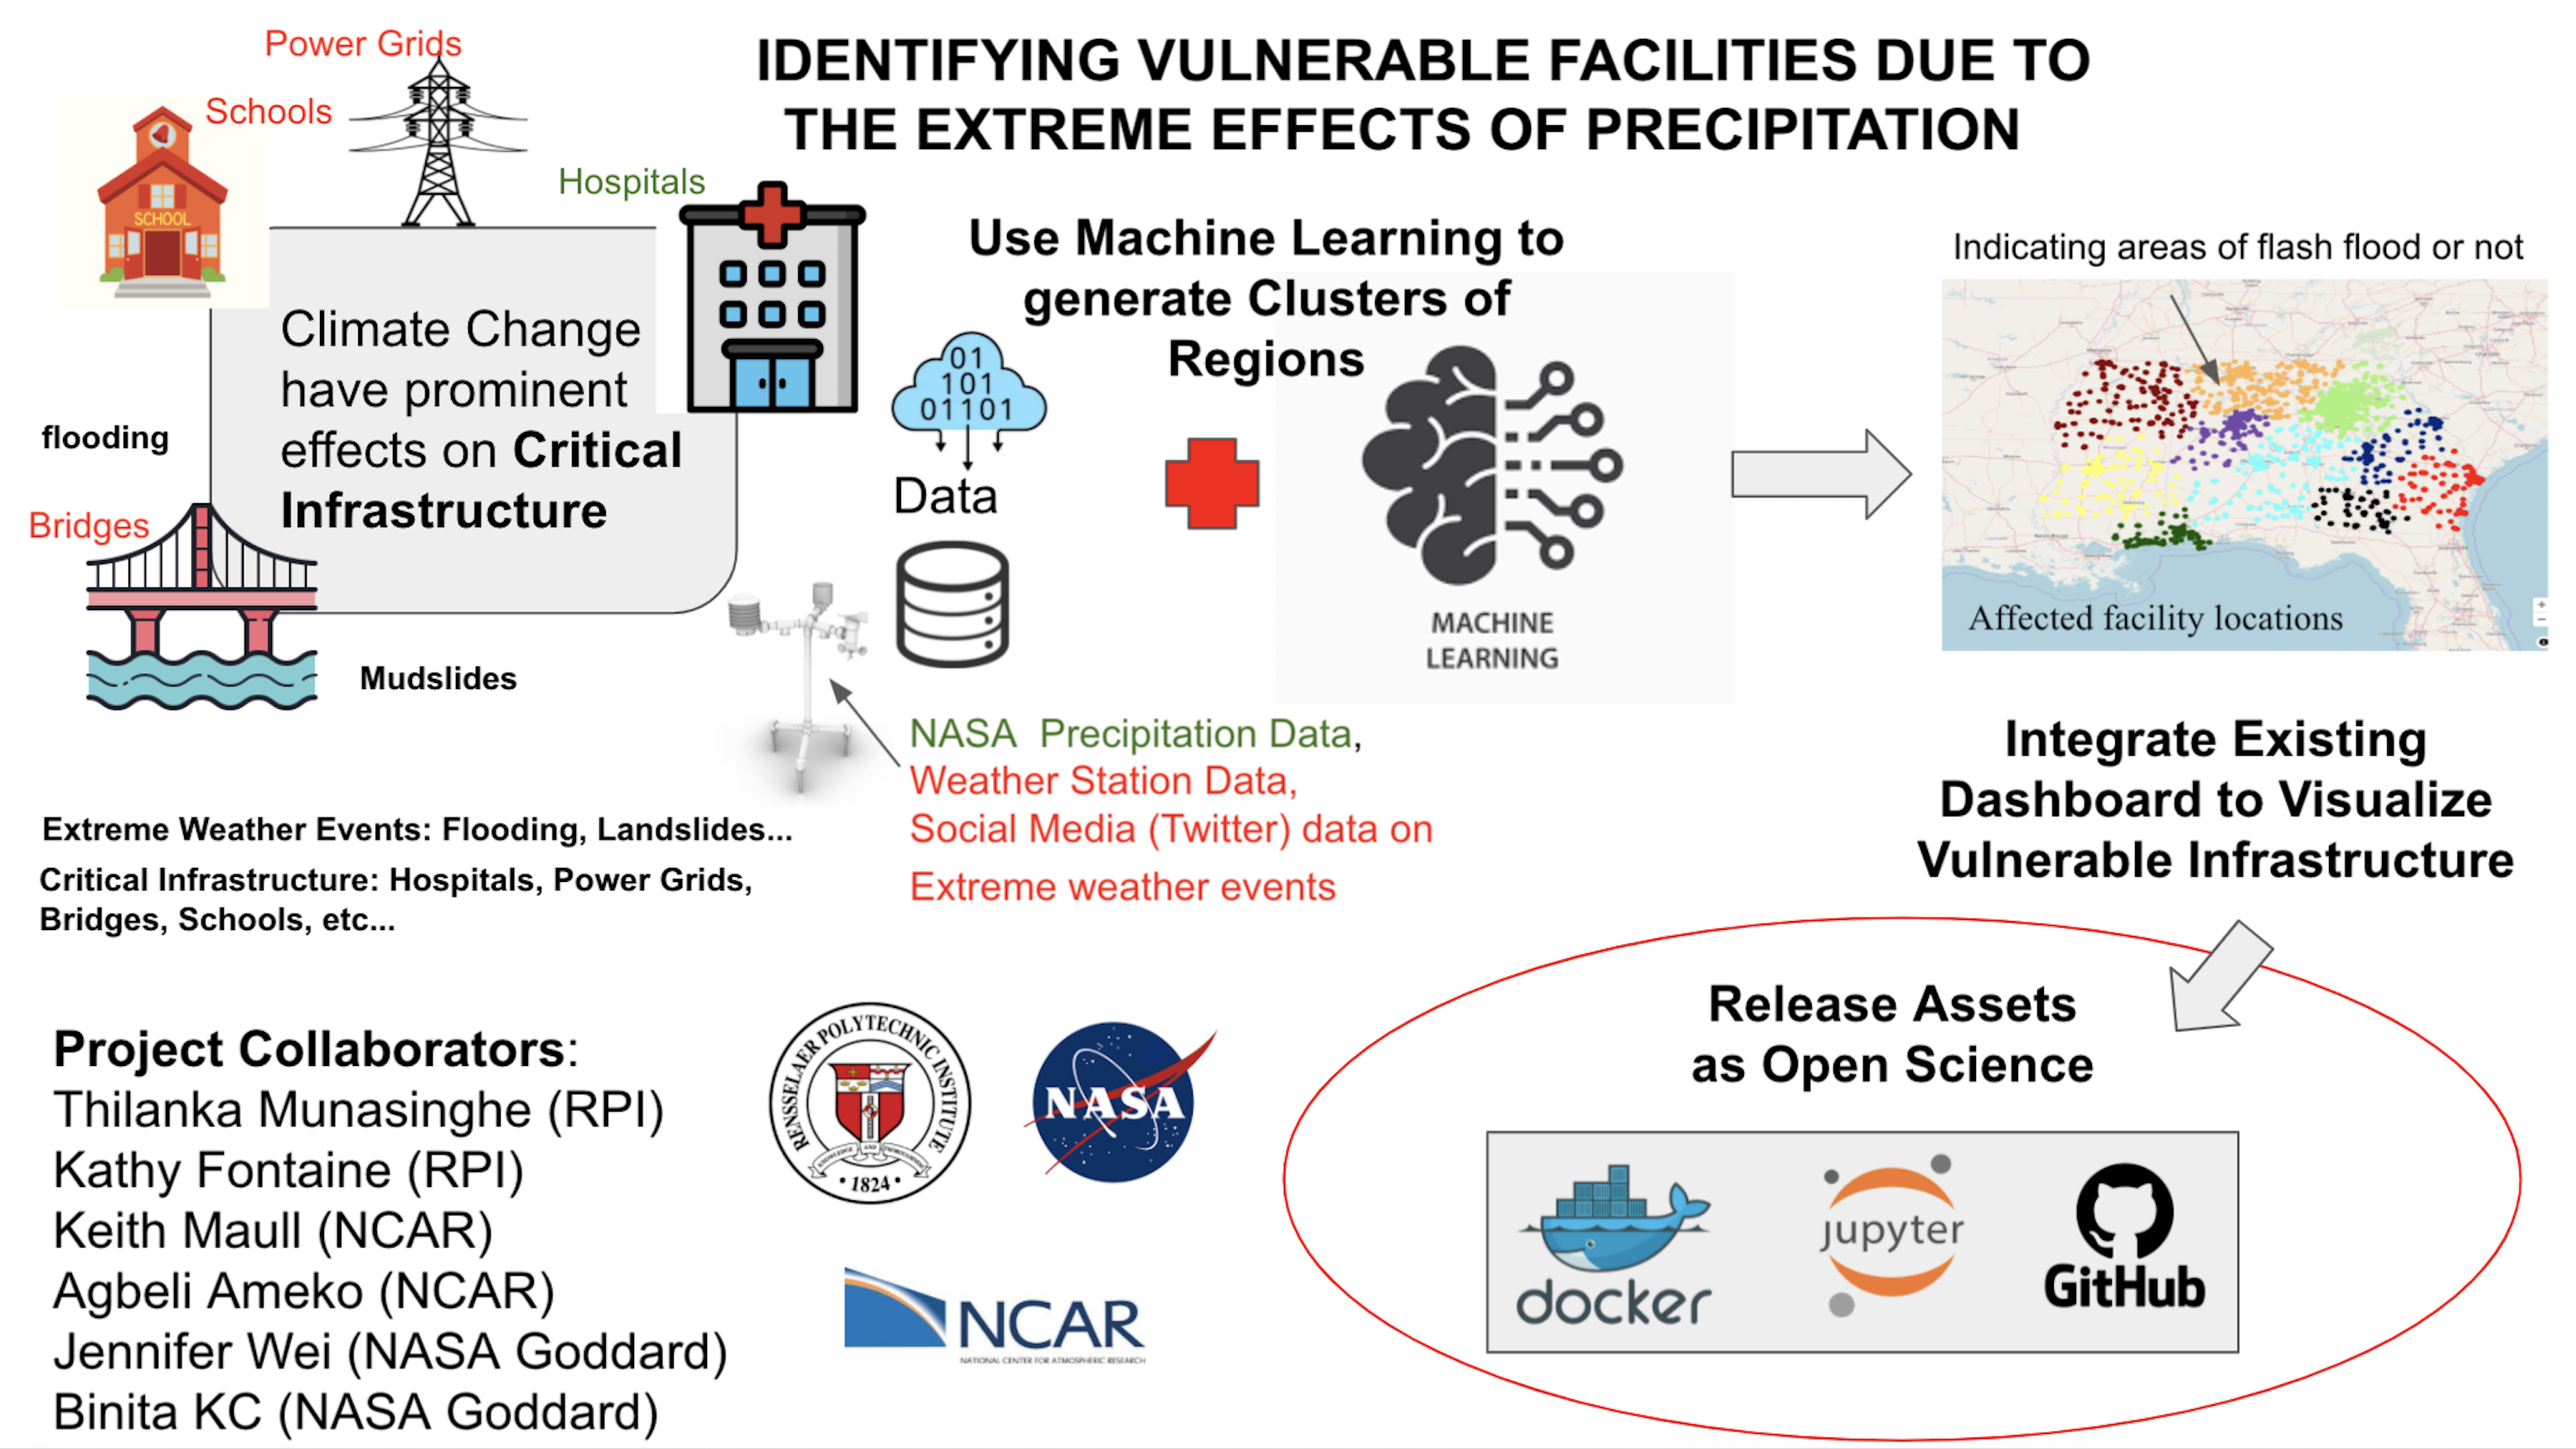 IDENTIFYING VULNERABLE FACILITIES DUE TO
THE EXTREME EFFECTS OF PRECIPITATION
Power Grids
Schools
SCHOOL
Hospitals
Climate Change
have prominent
effects on Critical
Infrastructure
flooding
Bridges
Mudslides
Extreme Weather Events: Flooding, Landslides...
Critical Infrastructure: Hospitals, Power Grids,
Bridges, Schools, etc...
Use Machine Learning to
generate Clusters of
Regions
01
101
01101
Data
MACHINE
LEARNING
NASA Precipitation Data,
Weather Station Data,
Social Media (Twitter) data on
Extreme weather events
Indicating areas of flash flood or not
Affected facility locations
Integrate Existing
Dashboard to Visualize
Vulnerable Infrastructure
Release Assets
as Open Science
docker
jupyter
GitHub
Project Collaborators:
Thilanka Munasinghe (RPI)
Kathy Fontaine (RPI)
Keith Maull (NCAR)
Agbeli Ameko (NCAR)
Jennifer Wei (NASA Goddard)
Binita KC (NASA Goddard)
RENSSELAER POLYTECHNIC INSTITUTE
KNOWLEDGE AND THOROUGHNESS
• 1824 •
NASA
NCAR
NATIONAL CENTER FOR ATMOSPHERIC RESEARCH